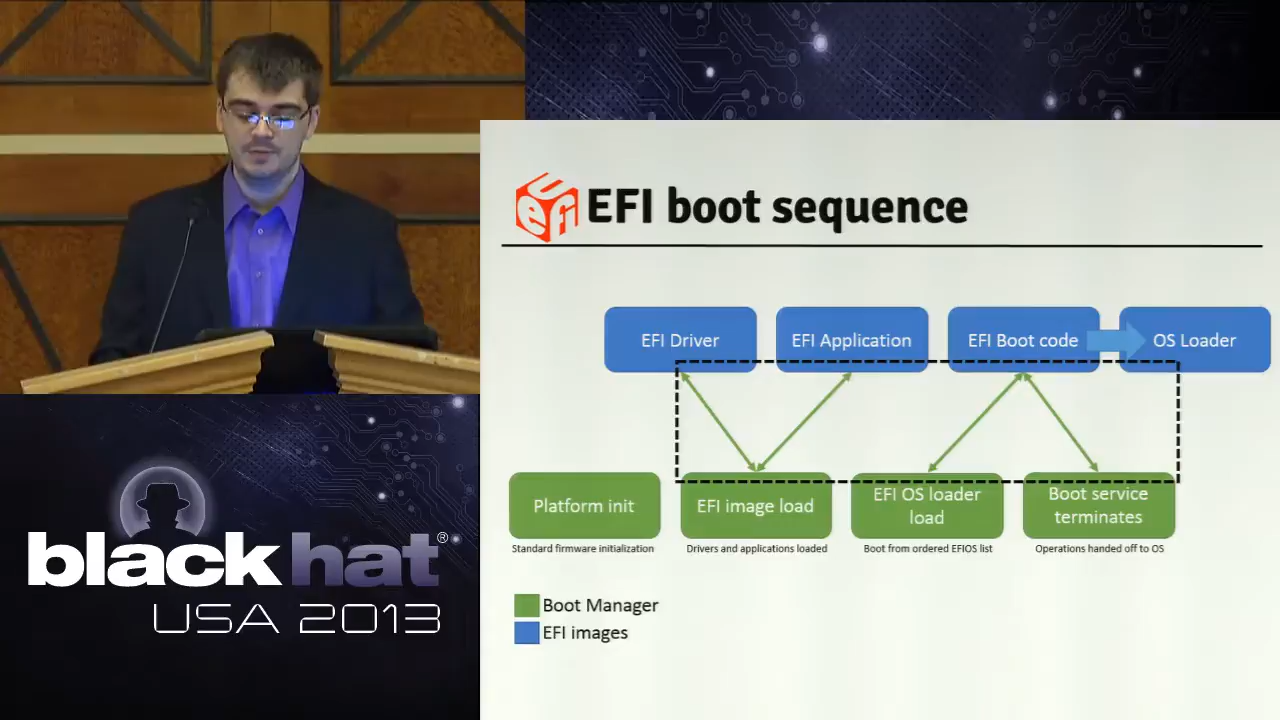 UEFI
EFI boot sequence
EFI Driver
EFI Application
EFI Boot code
OS Loader
Platform init
EFI image load
EFI OS loader
load
Boot service
terminates
Standard firmware initialization
Drivers and applications loaded
Boot from ordered EFIOS list
Operations handed off to OS
Boot Manager
EFI images
black hat®
USA 2013